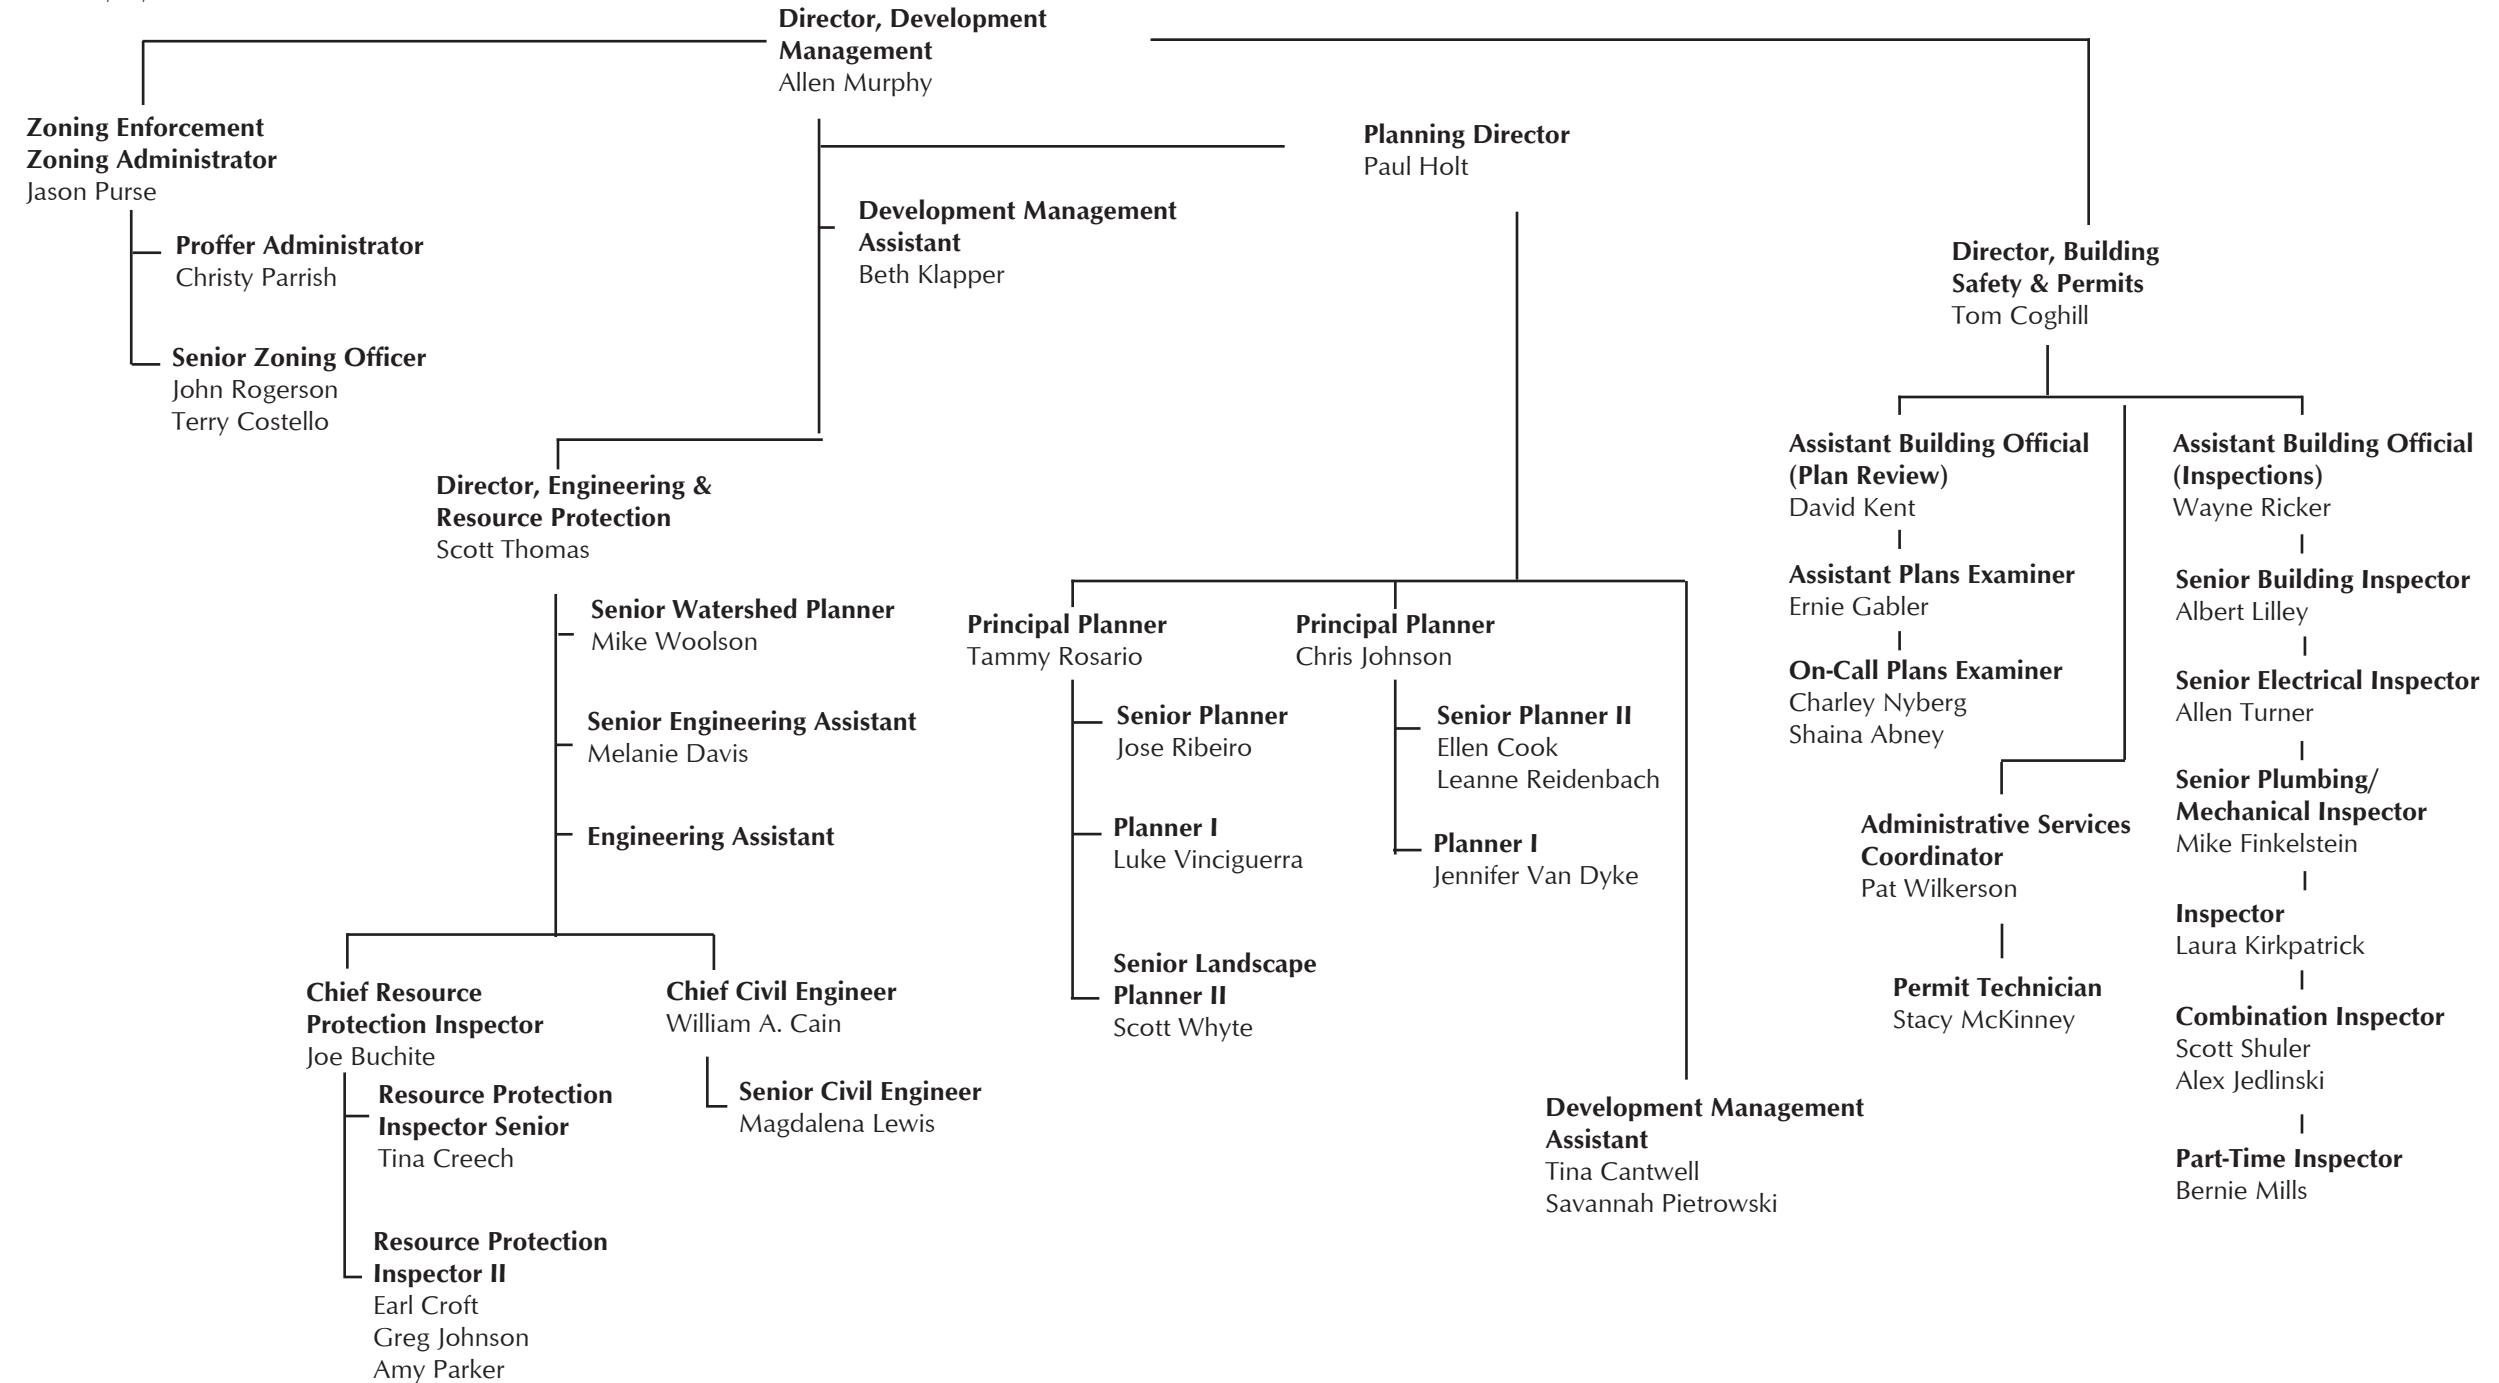 Director, Development
Management
Allen Murphy
Zoning Enforcement
Zoning Administrator
Jason Purse
Proffer Administrator
Christy Parrish
Senior Zoning Officer
John Rogerson
Terry Costello
Planning Director
Paul Holt
Development Management
Assistant
Beth Klapper
Director, Building
Safety & Permits
Tom Coghill
Director, Engineering &
Resource Protection
Scott Thomas
Senior Watershed Planner
Mike Woolson
Senior Engineering Assistant
Melanie Davis
Engineering Assistant
Chief Resource
Protection Inspector
Joe Buchite
Resource Protection
Inspector Senior
Tina Creech
Resource Protection
Inspector II
Earl Croft
Greg Johnson
Amy Parker
Chief Civil Engineer
William A. Cain
Senior Civil Engineer
Magdalena Lewis
Principal Planner
Tammy Rosario
Senior Planner
Jose Ribeiro
Planner I
Luke Vinciguerra
Senior Landscape
Planner II
Scott Whyte
Principal Planner
Chris Johnson
Senior Planner II
Ellen Cook
Leanne Reidenbach
Planner I
Jennifer Van Dyke
Development Management
Assistant
Tina Cantwell
Savannah Pietrowski
Assistant Building Official
(Plan Review)
David Kent
Assistant Plans Examiner
Ernie Gabler
On-Call Plans Examiner
Charley Nyberg
Shaina Abney
Administrative Services
Coordinator
Pat Wilkerson
Permit Technician
Stacy McKinney
Assistant Building Official
(Inspections)
Wayne Ricker
Senior Building Inspector
Albert Lilley
Senior Electrical Inspector
Allen Turner
Senior Plumbing/
Mechanical Inspector
Mike Finkelstein
Inspector
Laura Kirkpatrick
Combination Inspector
Scott Shuler
Alex Jedlinski
Part-Time Inspector
Bernie Mills